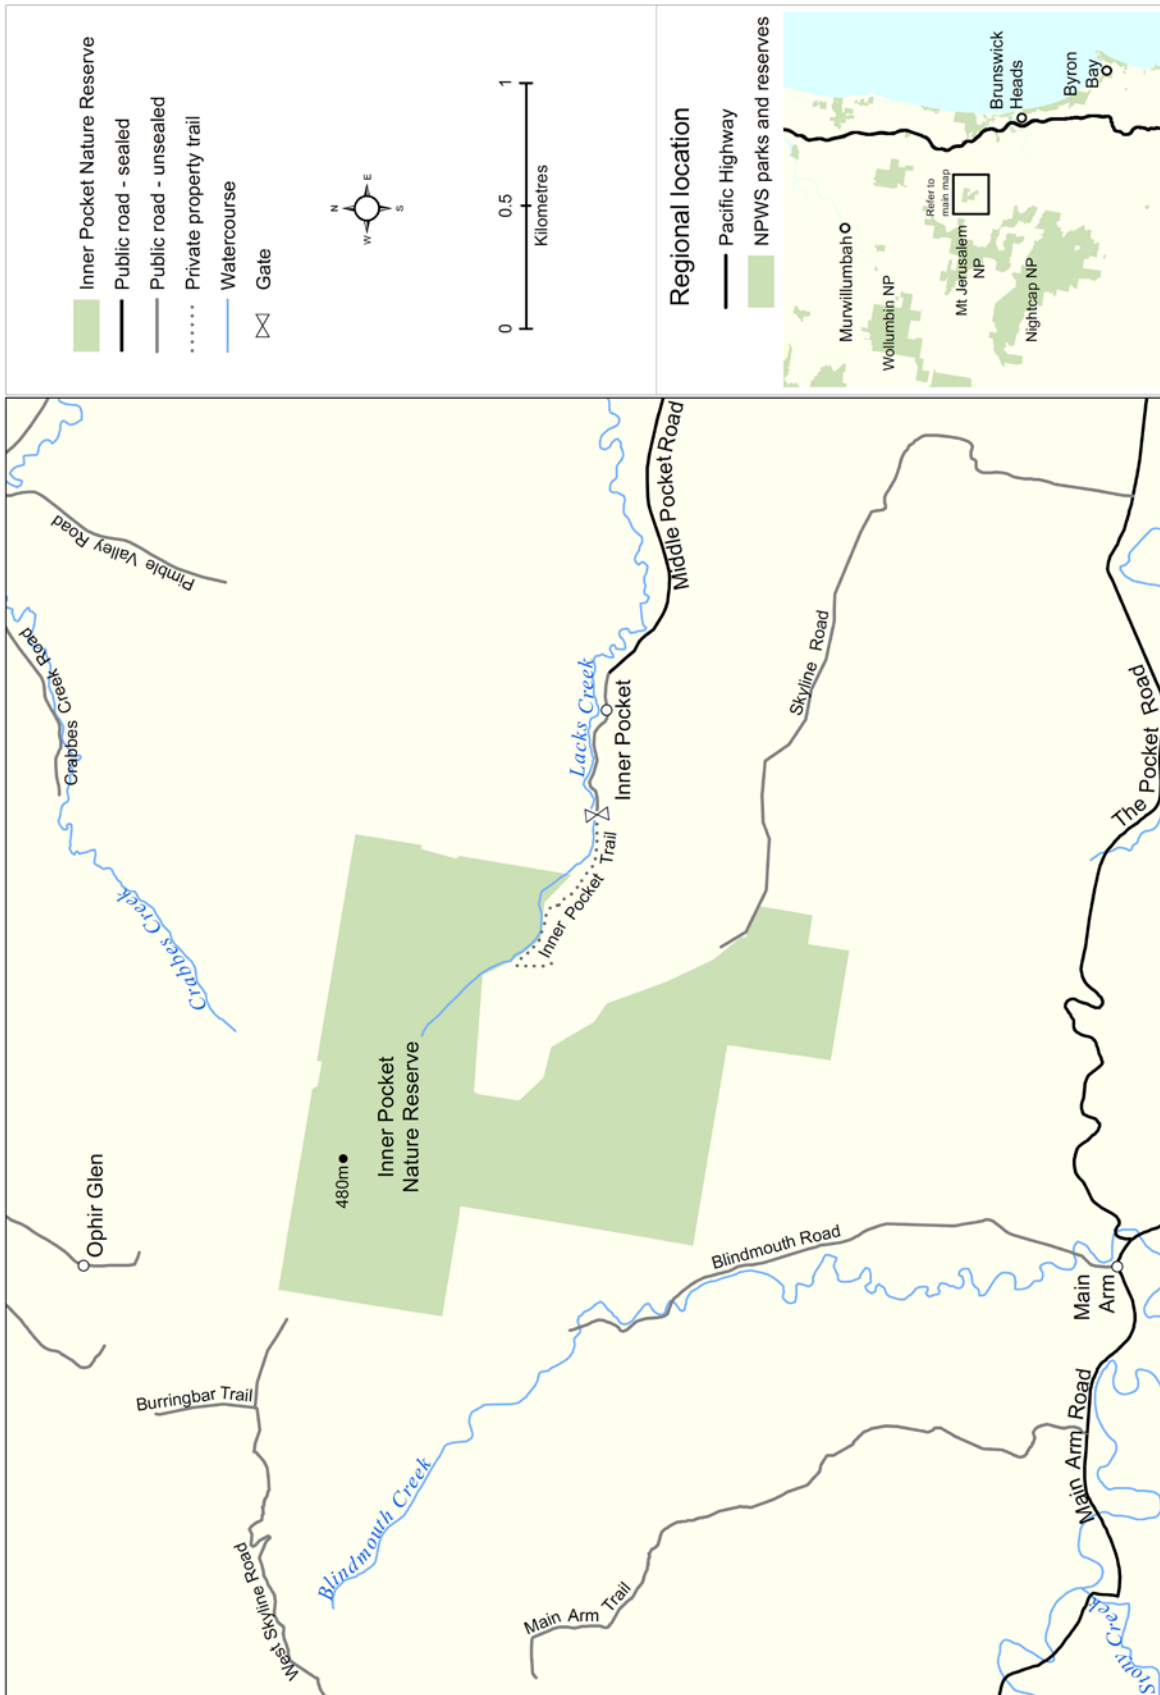 Inner Pocket Nature Reserve
Public road - sealed
Public road - unsealed
Private property trail
Watercourse
Gate
N
W
E
S
0
0.5
1
Kilometres
Regional location
Pacific Highway
NPWS parks and reserves
Murwillumbah
Wollumbin NP
Refer to
main map
Mt Jerusalem
NP
Nightcap NP
Brunswick
Heads
Byron
Bay
Ophir Glen
Crabbes Creek Road
Pimble Valley Road
Crabbes Creek
Burringbar Trail
West Skyline Road
480m
Inner Pocket
Nature Reserve
Lacks Creek
Inner Pocket
Inner Pocket Trail
Middle Pocket Road
Blindmouth Creek
Blindmouth Road
Skyline Road
Main Arm Trail
Main
Arm
Main Arm Road
The Pocket Road
Stony Creek